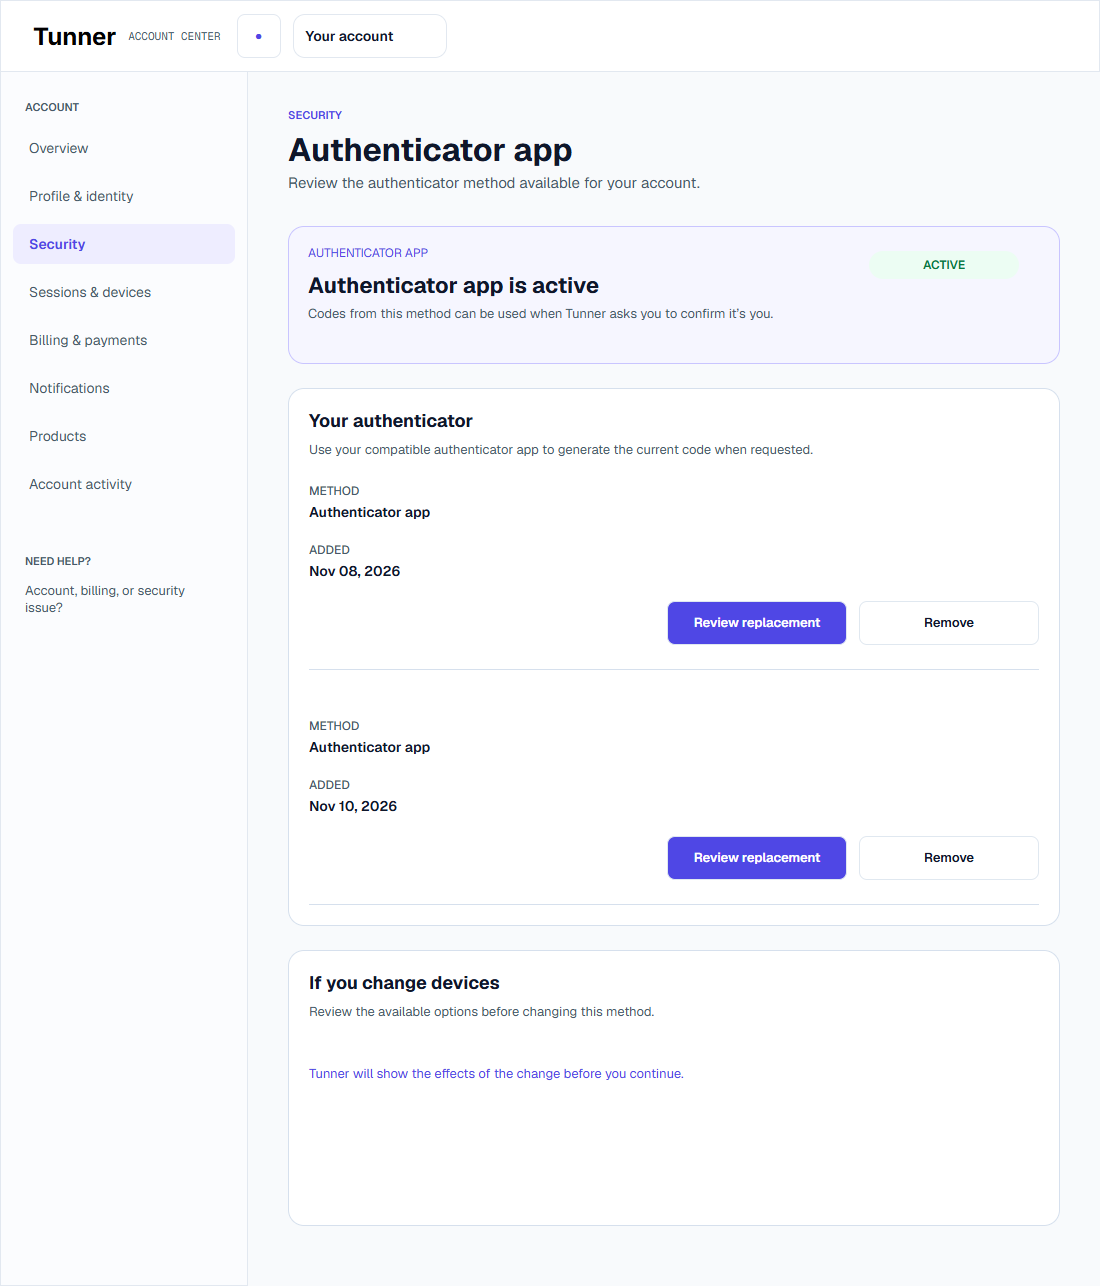 Tunner ACCOUNT CENTER
Your account
ACCOUNT
Overview
Profile & identity
Security
Sessions & devices
Billing & payments
Notifications
Products
Account activity
NEED HELP?
Account, billing, or security
issue?
SECURITY
Authenticator app
Review the authenticator method available for your account.
AUTHENTICATOR APP
ACTIVE
Authenticator app is active
Codes from this method can be used when Tunner asks you to confirm it's you.
Your authenticator
Use your compatible authenticator app to generate the current code when requested.
METHOD
Authenticator app
ADDED
Nov 08, 2026
Review replacement
Remove
METHOD
Authenticator app
ADDED
Nov 10, 2026
Review replacement
Remove
If you change devices
Review the available options before changing this method.
Tunner will show the effects of the change before you continue.